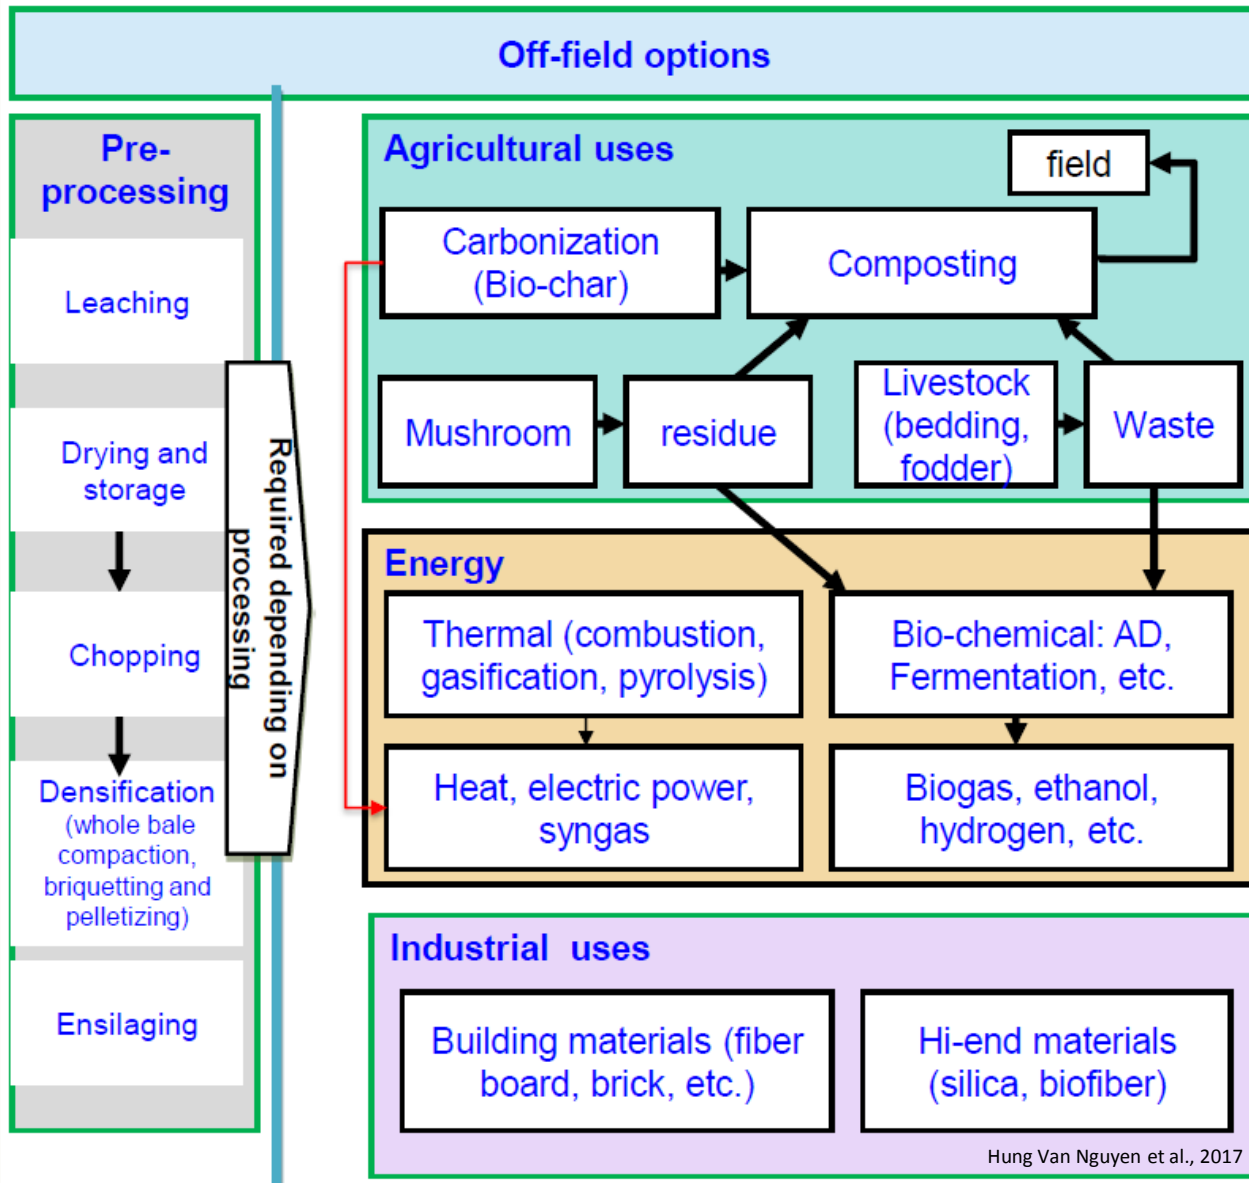 Off-field options
Pre-
processing
Leaching
Drying and
storage
Chopping
Densification
(whole bale
compaction,
briquetting and
pelletizing)
Ensilaging
Required depending on
processsing
Agricultural uses
field
Carbonization
(Bio-char)
Composting
Mushroom
residue
Livestock
(bedding,
fodder)
Waste
Energy
Thermal (combustion,
gasification, pyrolysis)
Bio-chemical: AD,
Fermentation, etc.
Heat, electric power,
syngas
Biogas, ethanol,
hydrogen, etc.
Industrial uses
Building materials (fiber
board, brick, etc.)
Hi-end materials
(silica, biofiber)
Hung Van Nguyen et al., 2017